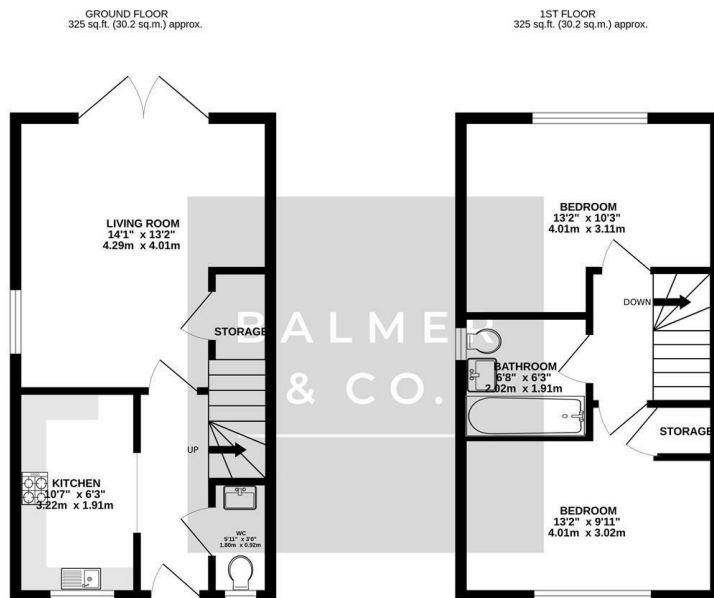 GROUND FLOOR
325 sq.ft. (30.2 sq.m.) approx.
1ST FLOOR
325 sq.ft. (30.2 sq.m.) approx.
LIVING ROOM
14'1" x 13'2"
4.29m x 4.01m
STORAGE
UP
KITCHEN
10'7" x 6'3"
3.22m x 1.91m
WC
5'11" x 3'0"
1.80m x 0.92m
BALMER
& CO.
BEDROOM
13'2" x 10'3"
4.01m x 3.11m
DOWN
BATHROOM
6'8" x 6'3"
2.02m x 1.91m
STORAGE
BEDROOM
13'2" x 9'11"
4.01m x 3.02m